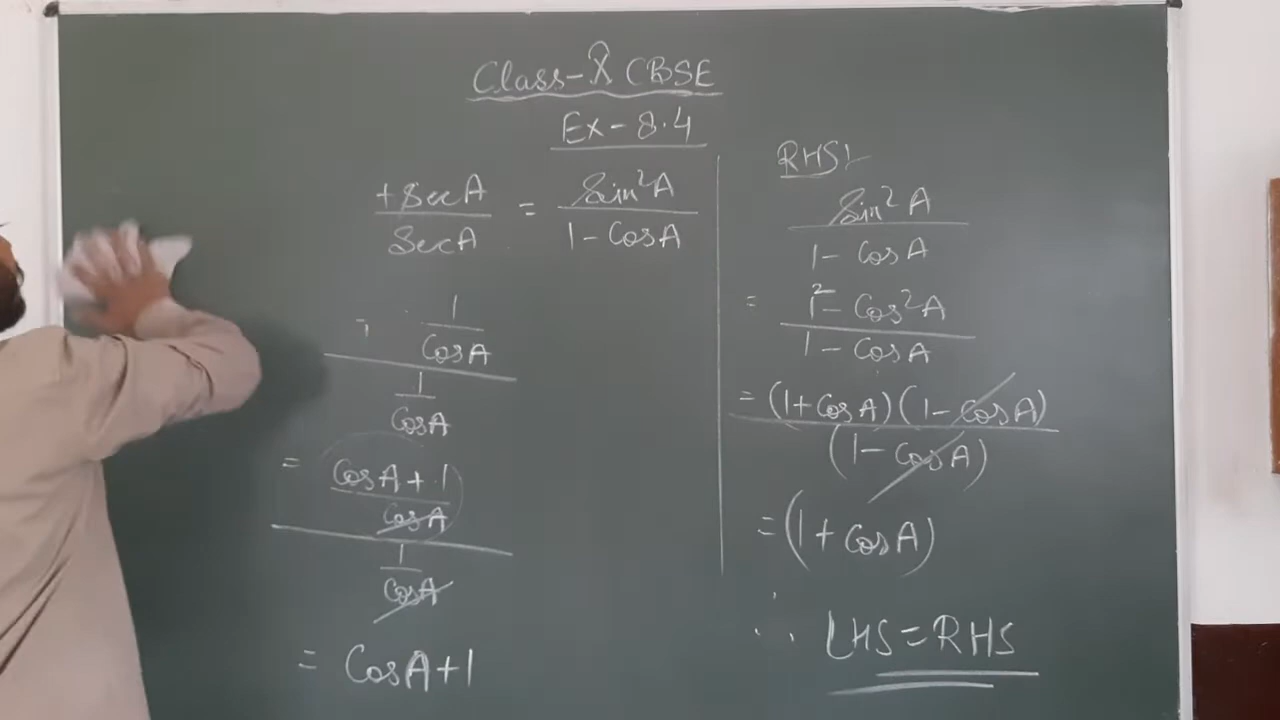 Class-X CBSE
Ex-8.4
+SecA = Sin²A
SecA 1-CosA
1
CosA
1
CosA
= CosA+1
CosA
1
CosA
= CosA+1
RHS:
Sin²A
1-CosA
= 1²-Cos²A
1-CosA
= (1+CosA)(1-CosA)
(1-CosA)
= (1+CosA)
∴ LHS=RHS